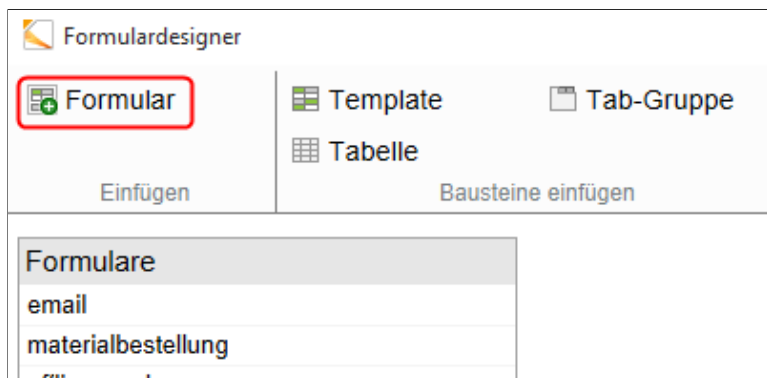 Formulardesigner
Formular
Template
Tab-Gruppe
Tabelle
Einfügen
Bausteine einfügen
Formulare
email
materialbestellung